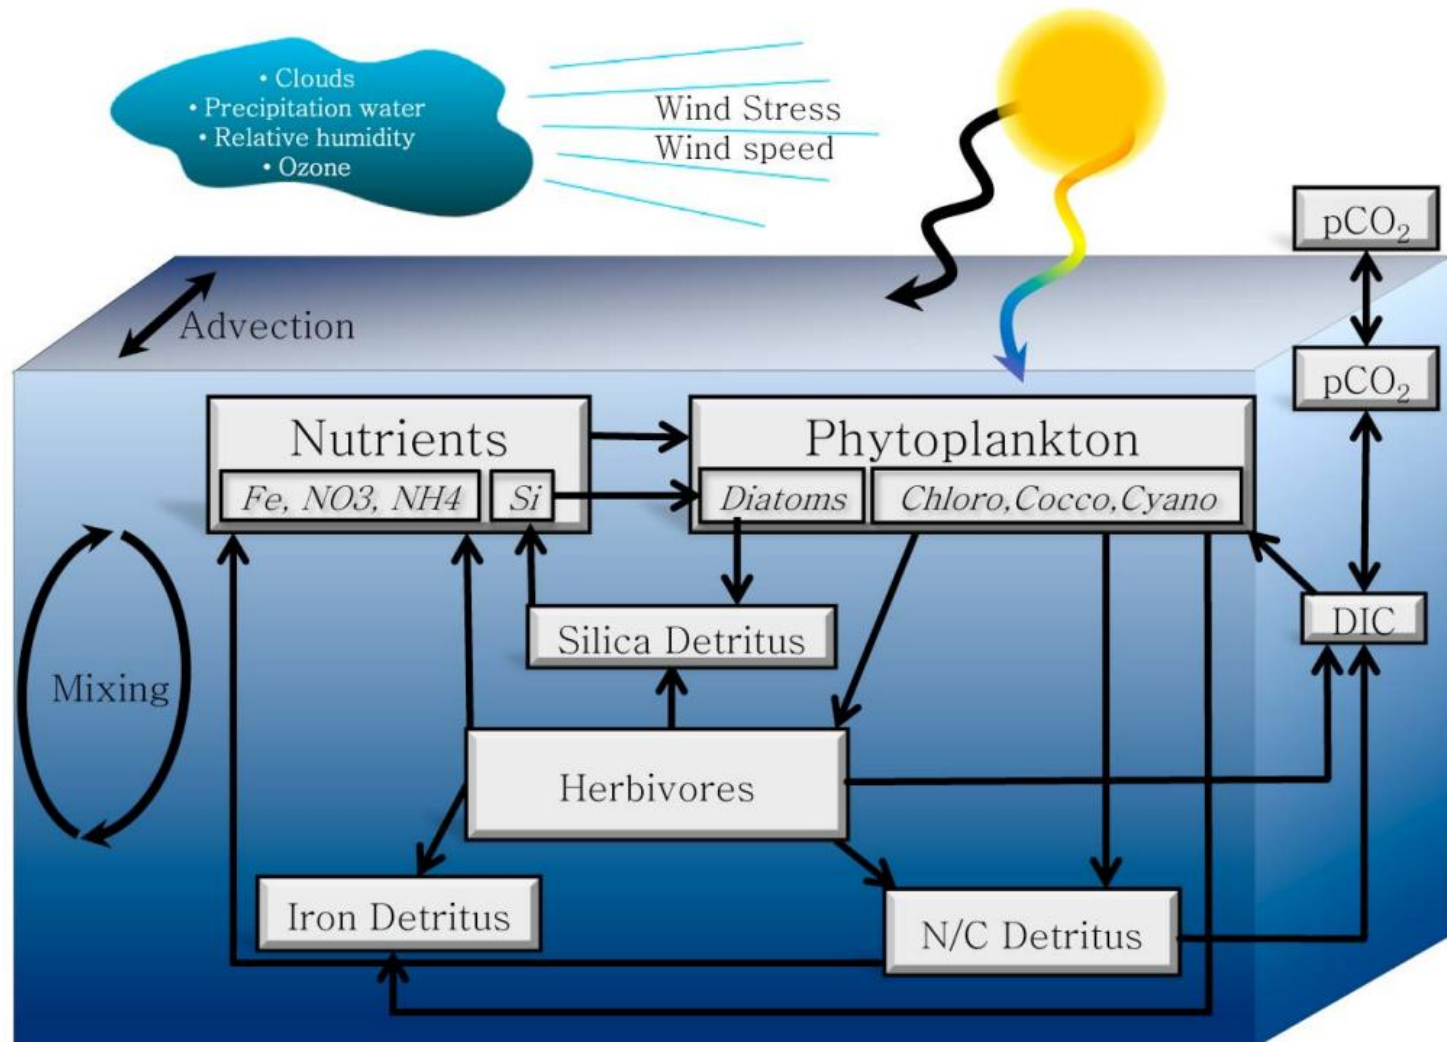 • Clouds
• Precipitation water
• Relative humidity
• Ozone
Wind Stress
Wind speed
pCO₂
Advection
pCO₂
Nutrients
Fe, NO3, NH4
Si
Phytoplankton
Diatoms
Chloro,Cocco,Cyano
Silica Detritus
DIC
Mixing
Herbivores
Iron Detritus
N/C Detritus